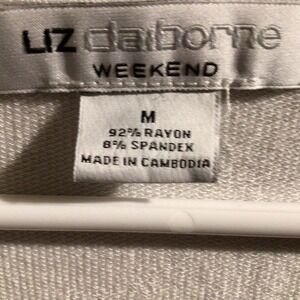 LIZ claiborne
WEEKEND
M
92% RAYON
8% SPANDEX
MADE IN CAMBODIA